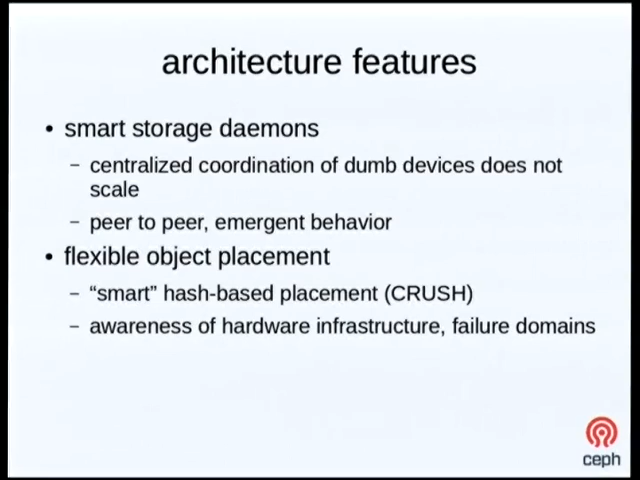 architecture features
• smart storage daemons
– centralized coordination of dumb devices does not
scale
– peer to peer, emergent behavior
• flexible object placement
– “smart” hash-based placement (CRUSH)
– awareness of hardware infrastructure, failure domains
ceph